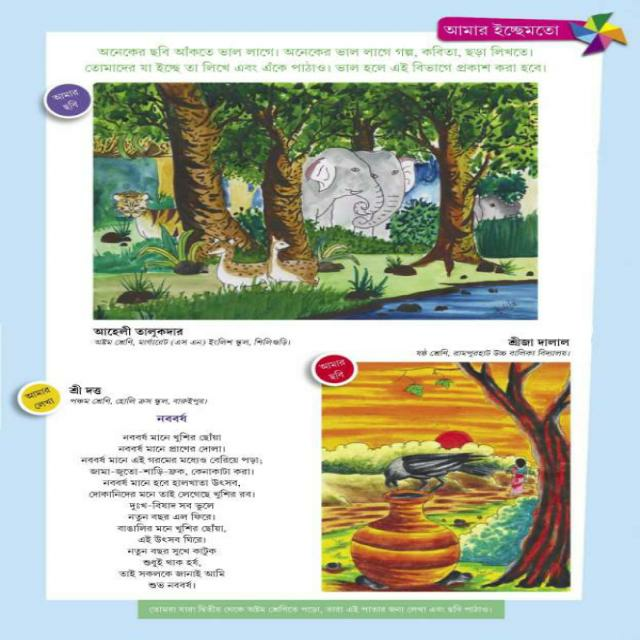 আমার ইচ্ছেমতো
অনেকের ছবি আঁকতে ভাল লাগে। অনেকের ভাল লাগে গল্প, কবিতা, ছড়া লিখতে।
তোমাদের যা ইচ্ছে তা লিখে এবং এঁকে পাঠাও। ভাল হলে এই বিভাগে প্রকাশ করা হবে।
আমার
ছবি
আহেলী তালুকদার
অষ্টম শ্রেণি, মার্গারেট (এস এন) ইংলিশ স্কুল, শিলিগুড়ি।
শ্রীজা দালাল
ষষ্ঠ শ্রেণি, রামপুরহাট উচ্চ বালিকা বিদ্যালয়।
আমার
ছবি
আমার
লেখা
শ্রী দত্ত
পঞ্চম শ্রেণি, হোলি ক্রস স্কুল, বারুইপুর।
নববর্ষ
নববর্ষ মানে খুশির ছোঁয়া
নববর্ষ মানে প্রাণের দোলা।
নববর্ষ মানে এই গরমের মধ্যেও বেরিয়ে পড়া;
জামা-জুতো-শাড়ি-ফ্রক, কেনাকাটা করা।
নববর্ষ মানে হবে হালখাতা উৎসব,
দোকানিদের মনে তাই লেগেছে খুশির রব।
দুঃখ-বিষাদ সব ভুলে
নতুন বছর এল ফিরে।
বাঙালির মনে খুশির ছোঁয়া,
এই উৎসব ঘিরে।
নতুন বছর সুখে কাটুক
শুধুই থাক হর্ষ,
তাই সকলকে জানাই আমি
শুভ নববর্ষ।
তোমরা যারা দ্বিতীয় থেকে অষ্টম শ্রেণিতে পড়ো, তারা এই পাতার জন্য লেখা এবং ছবি পাঠাও।